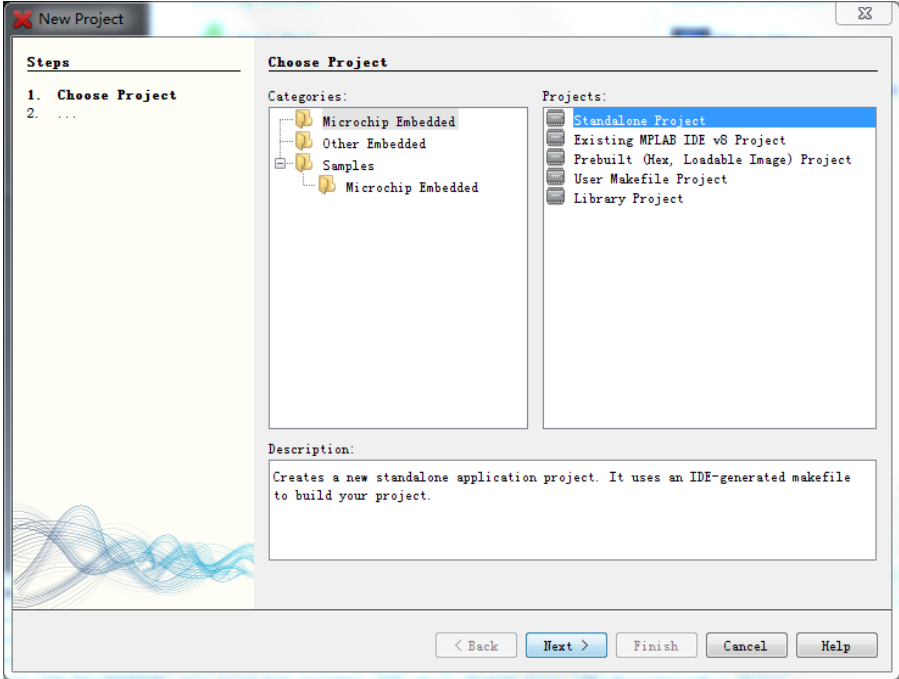 New Project
Steps
1. Choose Project
2. ...
Choose Project
Categories:
Microchip Embedded
Other Embedded
Samples
Microchip Embedded
Projects:
Standalone Project
Existing MPLAB IDE v8 Project
Prebuilt (Hex, Loadable Image) Project
User Makefile Project
Library Project
Description:
Creates a new standalone application project. It uses an IDE-generated makefile
to build your project.
< Back
Next >
Finish
Cancel
Help